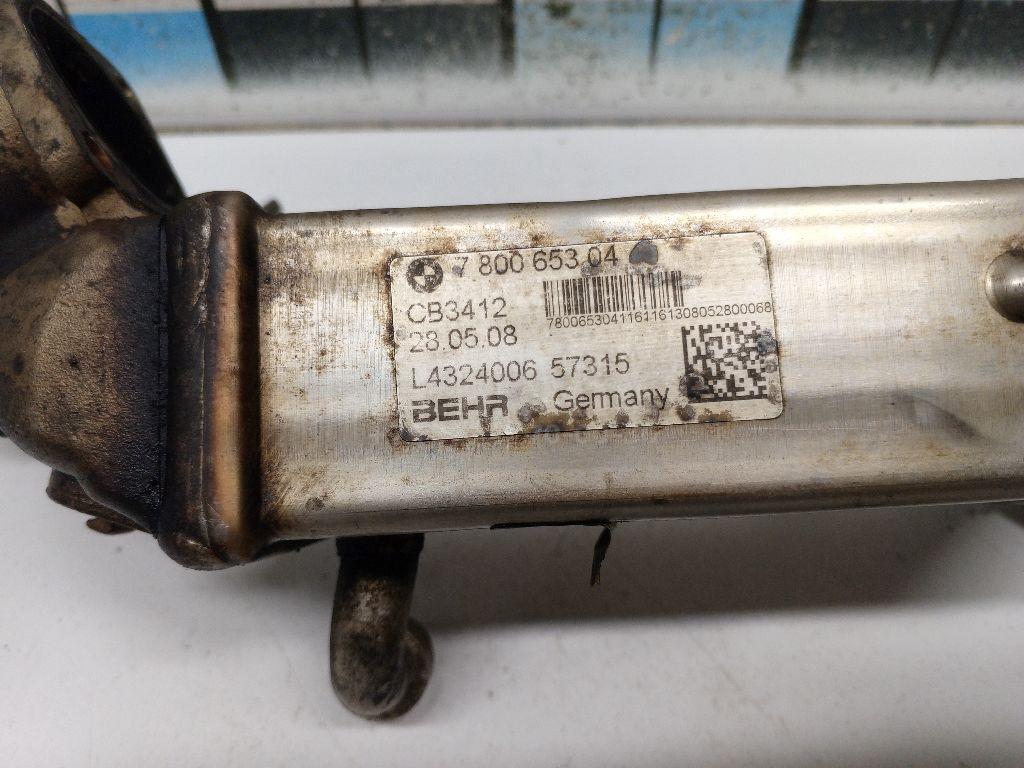 7 800 653 04
CB3412
7800653041161161308052800068
28.05.08
L4324006 57315
BEHR Germany